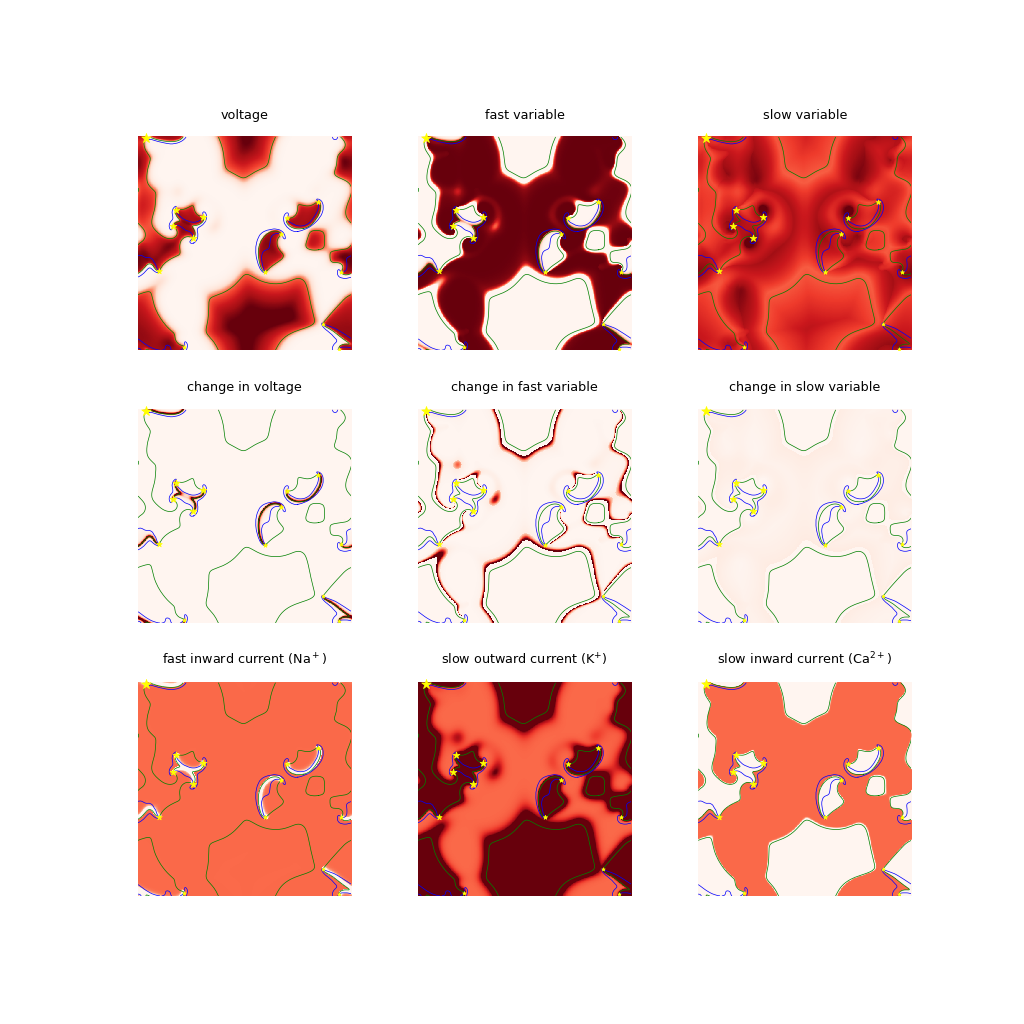 voltage
fast variable
slow variable
change in voltage
change in fast variable
change in slow variable
fast inward current (Na⁺)
slow outward current (K⁺)
slow inward current (Ca²⁺)